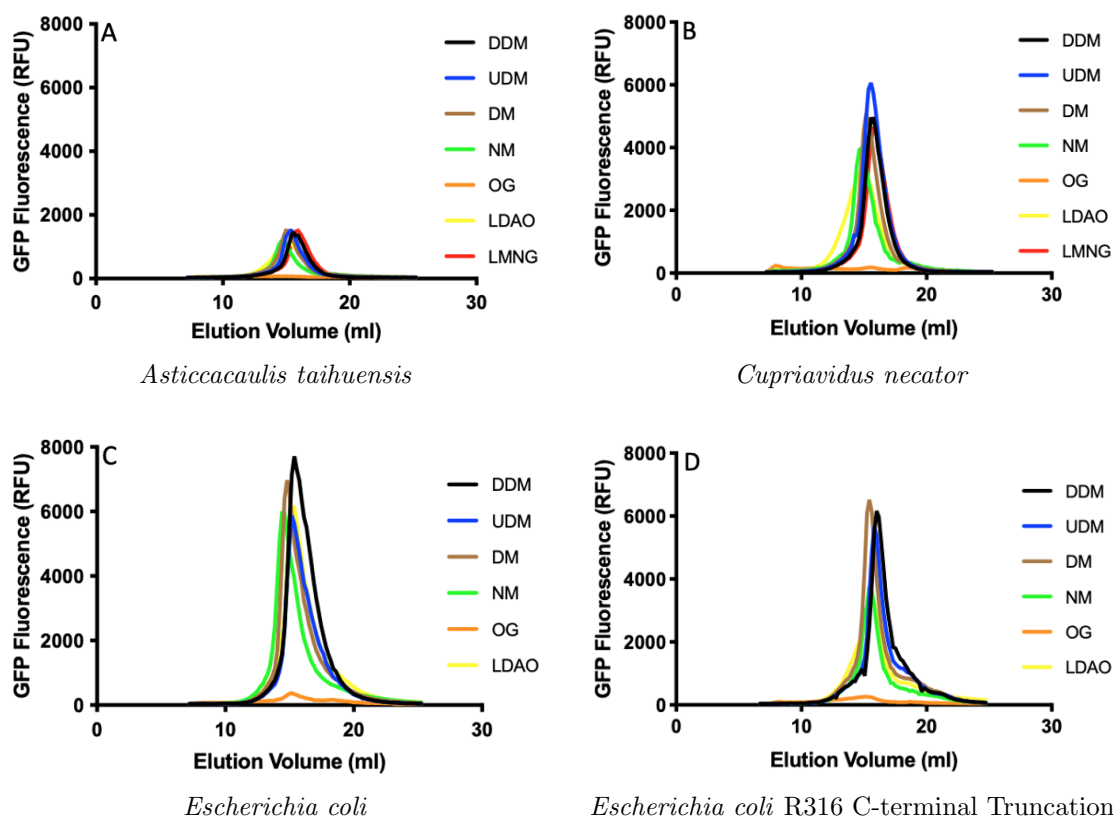 A
GFP Fluorescence (RFU)
8000
6000
4000
2000
0
0 10 20 30
Elution Volume (ml)
DDM
UDM
DM
NM
OG
LDAO
LMNG
Asticcacaulis taihuensis
B
GFP Fluorescence (RFU)
8000
6000
4000
2000
0
0 10 20 30
Elution Volume (ml)
DDM
UDM
DM
NM
OG
LDAO
LMNG
Cupriavidus necator
C
GFP Fluorescence (RFU)
8000
6000
4000
2000
0
0 10 20 30
Elution Volume (ml)
DDM
UDM
DM
NM
OG
LDAO
Escherichia coli
D
GFP Fluorescence (RFU)
8000
6000
4000
2000
0
0 10 20 30
Elution Volume (ml)
DDM
UDM
DM
NM
OG
LDAO
Escherichia coli R316 C-terminal Truncation